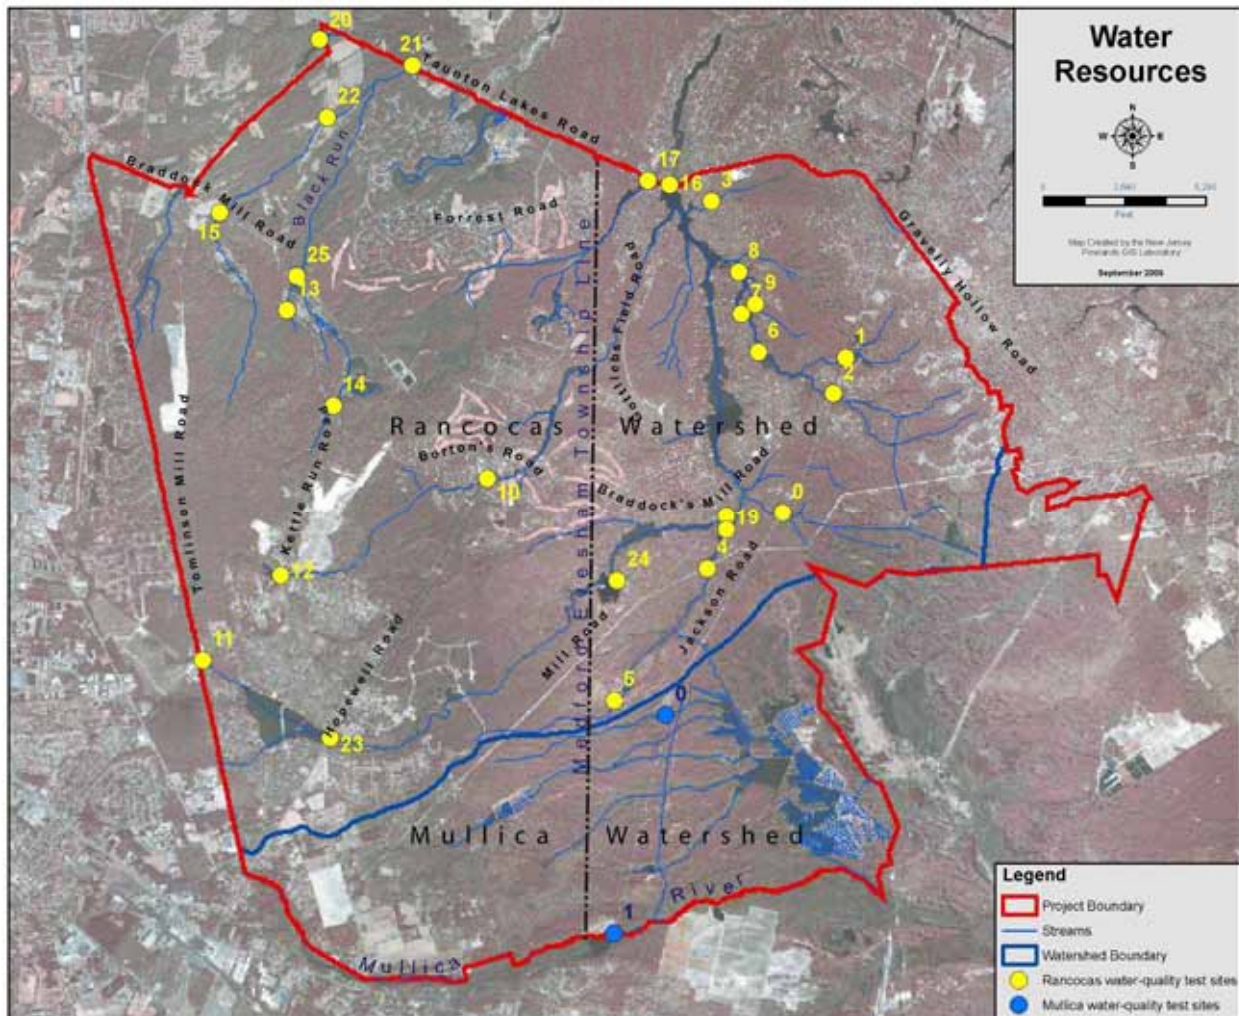 Water
Resources
N
W E
S
0
Feet
Map Created by the New Jersey
Pinelands GIS Laboratory
September 2006
20
21
Taunton Lakes Road
22
Black Run
Braddock Mill Road
15
17
16
3
Forrest Road
Gravelly Hollow Road
25
13
8
9
7
6
1
2
Gottliebs Field Road
14
Rancocas Watershed
Borton's Road
10
Tomlinson Mill Road
Kettle Run Road
Braddock's Mill Road
0
19
4
24
12
Jackson Road
Mill Road
Medford Evesham Township Line
11
Hopewell Road
5
0
23
Mullica Watershed
1
Mullica River
Legend
Project Boundary
Streams
Watershed Boundary
Rancocas water-quality test sites
Mullica water-quality test sites